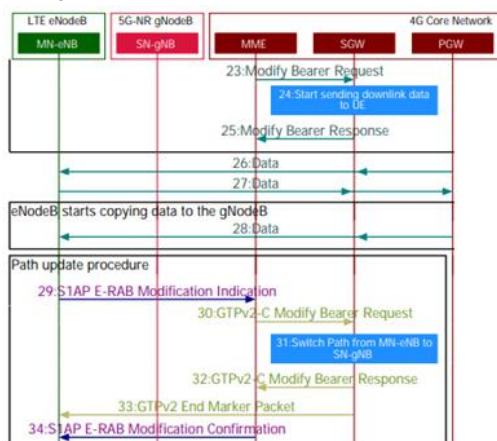 LTE eNodeB
5G-NR gNodeB
4G Core Network
MN-eNB
SN-gNB
MME
SGW
PGW
23:Modify Bearer Request
24:Start sending downlink data
to UE
25:Modify Bearer Response
26:Data
27:Data
eNodeB starts copying data to the gNodeB
28:Data
Path update procedure
29:S1AP E-RAB Modification Indication
30:GTPv2-C Modify Bearer Request
31:Switch Path from MN-eNB to
SN-gNB
32:GTPv2-C Modify Bearer Response
33:GTPv2 End Marker Packet
34:S1AP E-RAB Modification Confirmation